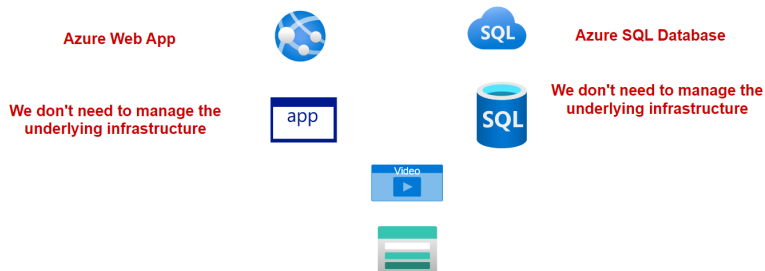 Azure Web App
SQL
Azure SQL Database
We don't need to manage the
underlying infrastructure
app
SQL
We don't need to manage the
underlying infrastructure
Video